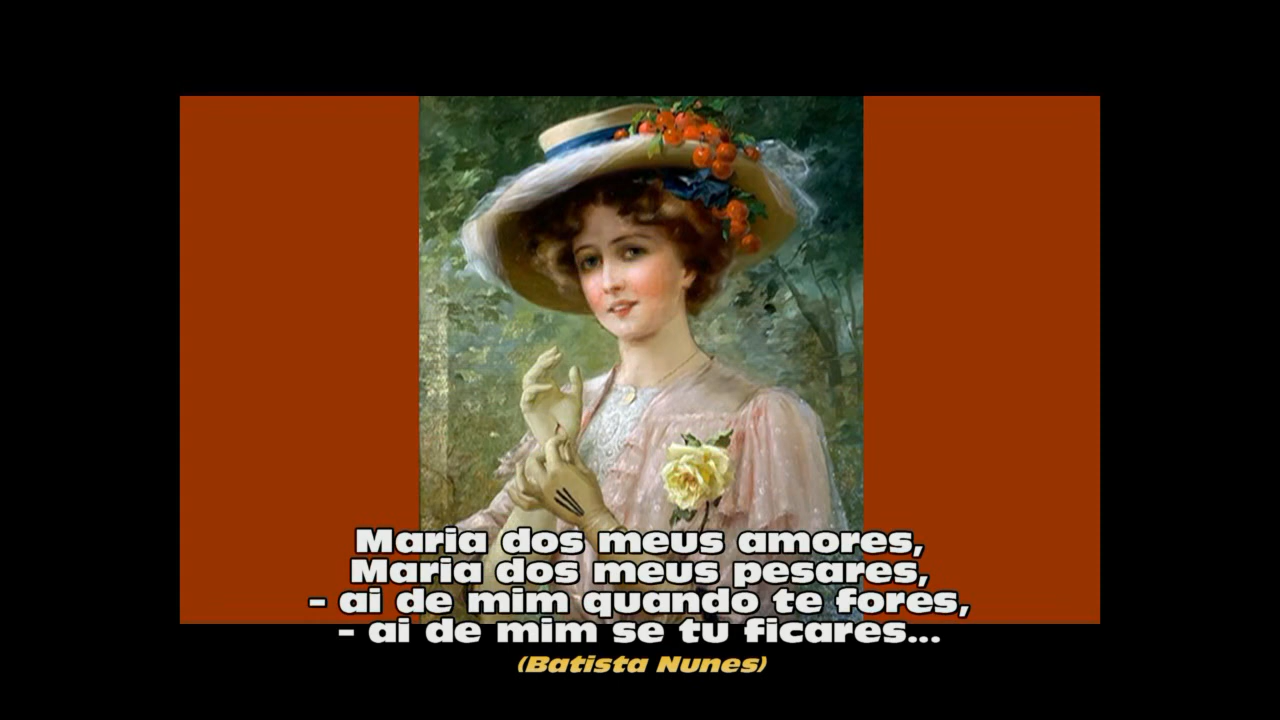 Maria dos meus amores,
Maria dos meus pesares,
- ai de mim quando te fores,
- ai de mim se tu ficares...
(Batista Nunes)